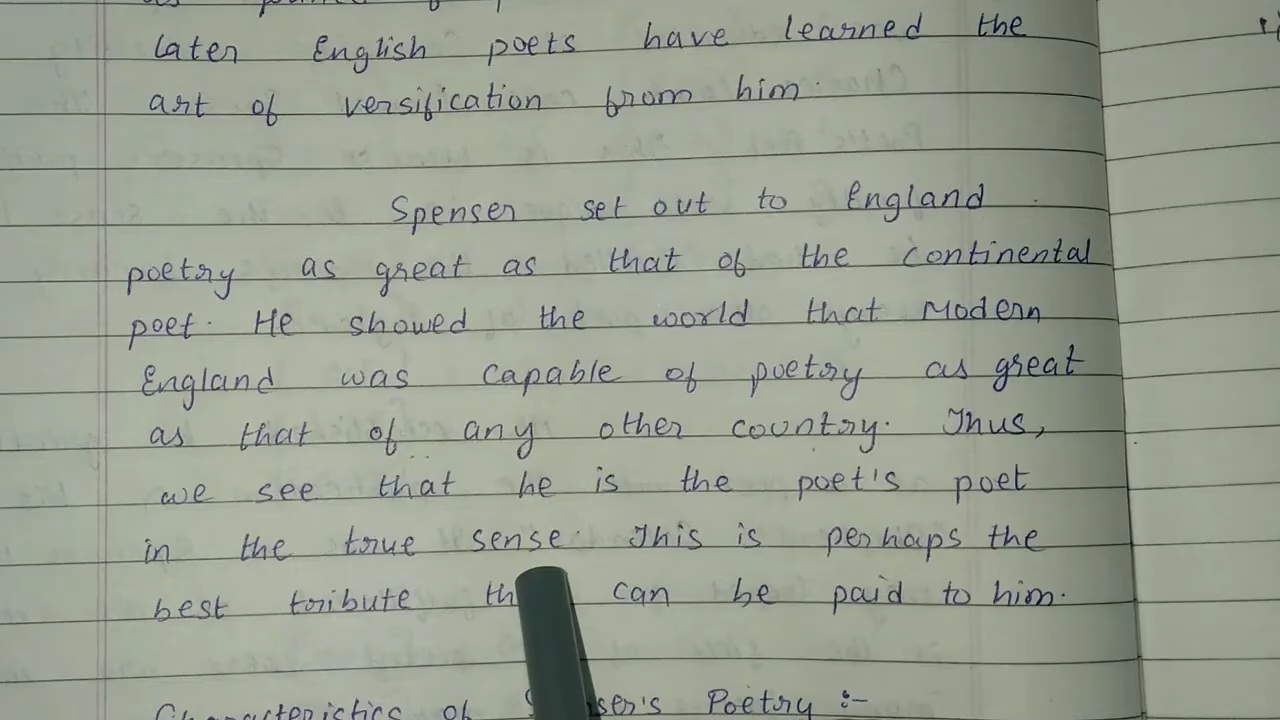 later English poets have learned the
art of versification from him.
Spenser set out to England
poetry as great as that of the continental
poet. He showed the world that Modern
England was capable of poetry as great
as that of any other country. Thus,
we see that he is the poet's poet
in the true sense. This is perhaps the
best tribute th can be paid to him.
Characteristics of Poetry :-